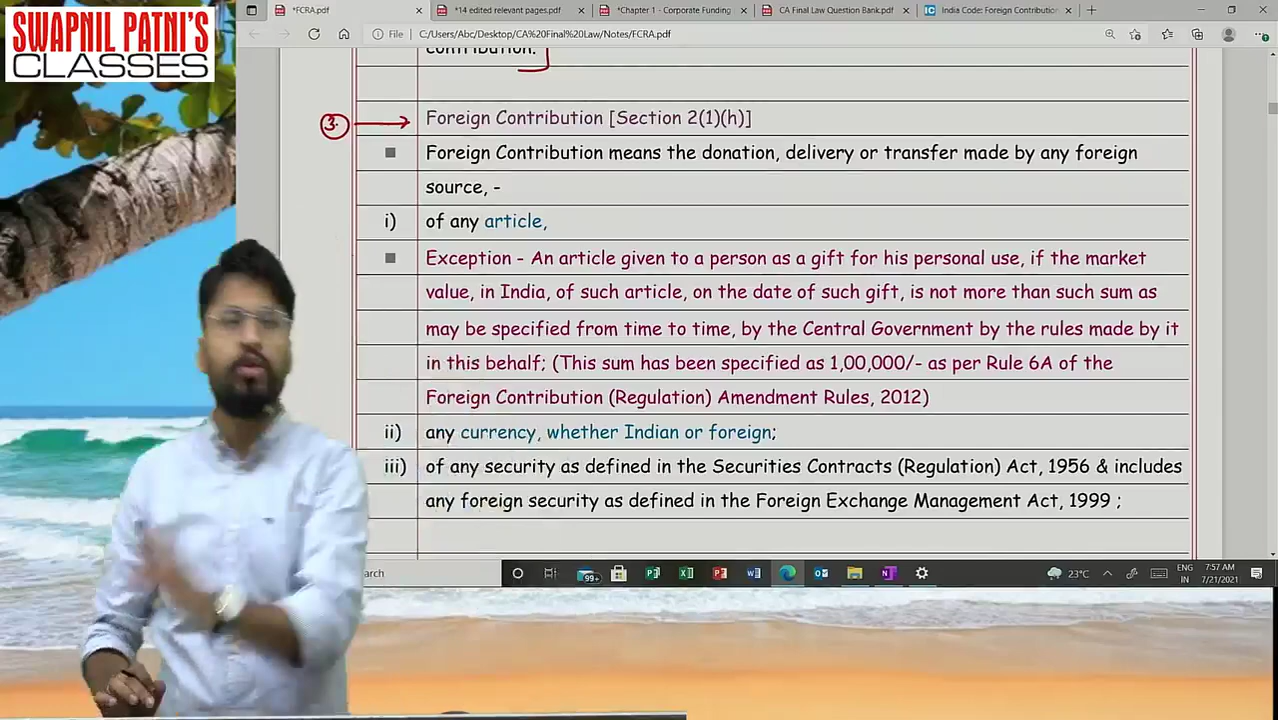 SWAPNIL PATNI'S
CLASSES
*FCRA.pdf
*14 edited relevant pages.pdf
*Chapter 1 - Corporate Funding
CA Final Law Question Bank.pdf
India Code: Foreign Contribution
File
C:/Users/Abc/Desktop/CA%20Final%20Law/Notes/FCRA.pdf
contribution.
3. Foreign Contribution [Section 2(1)(h)]
Foreign Contribution means the donation, delivery or transfer made by any foreign
source, -
i) of any article,
Exception - An article given to a person as a gift for his personal use, if the market
value, in India, of such article, on the date of such gift, is not more than such sum as
may be specified from time to time, by the Central Government by the rules made by it
in this behalf; (This sum has been specified as 1,00,000/- as per Rule 6A of the
Foreign Contribution (Regulation) Amendment Rules, 2012)
ii) any currency, whether Indian or foreign;
iii) of any security as defined in the Securities Contracts (Regulation) Act, 1956 & includes
any foreign security as defined in the Foreign Exchange Management Act, 1999 ;
arch
99+
23°C
ENG
IN
7:57 AM
7/21/2021